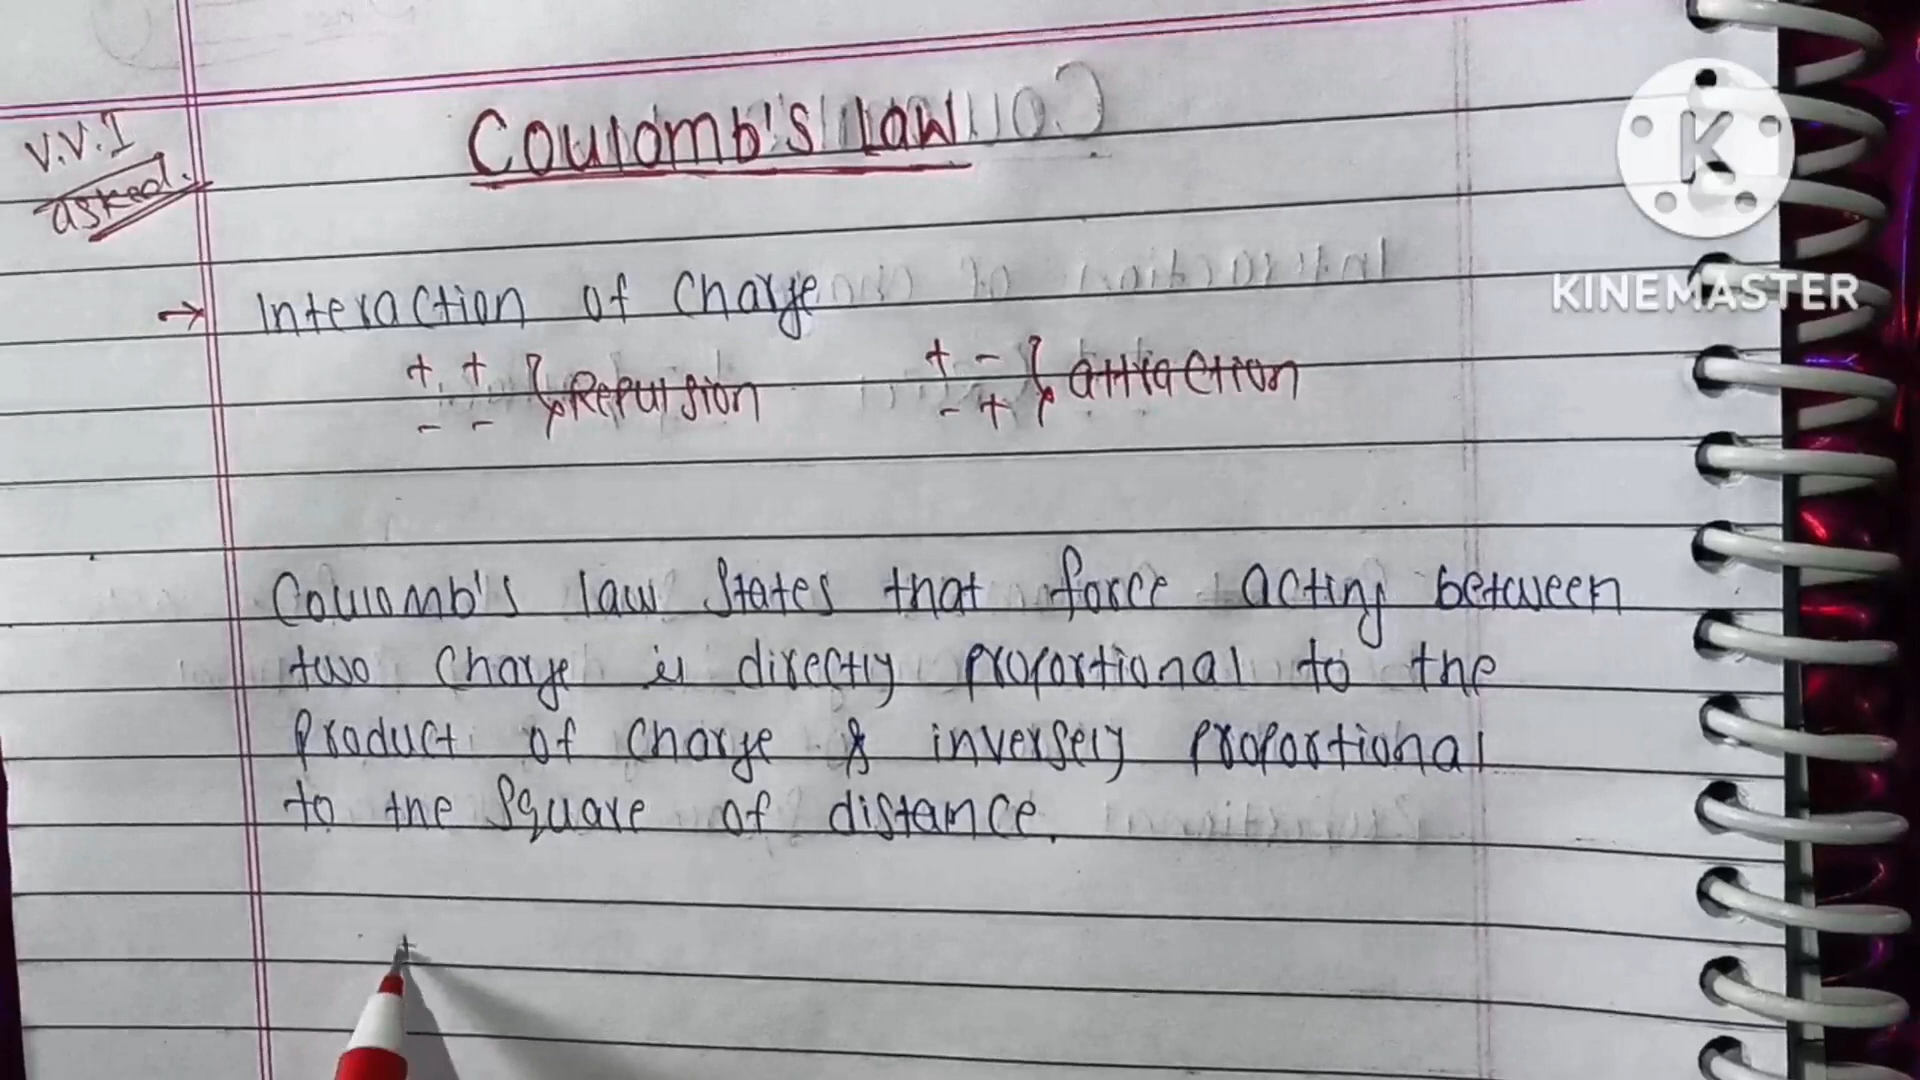 V.V.I
asked.
Coulomb's law
→ Interaction of Charge
+ + } Repulsion + - } attraction
- - - +
Coulomb's law states that force acting between
two charge is directly proportional to the
Product of charge & inversely proportional
to the square of distance.
K
KINEMASTER